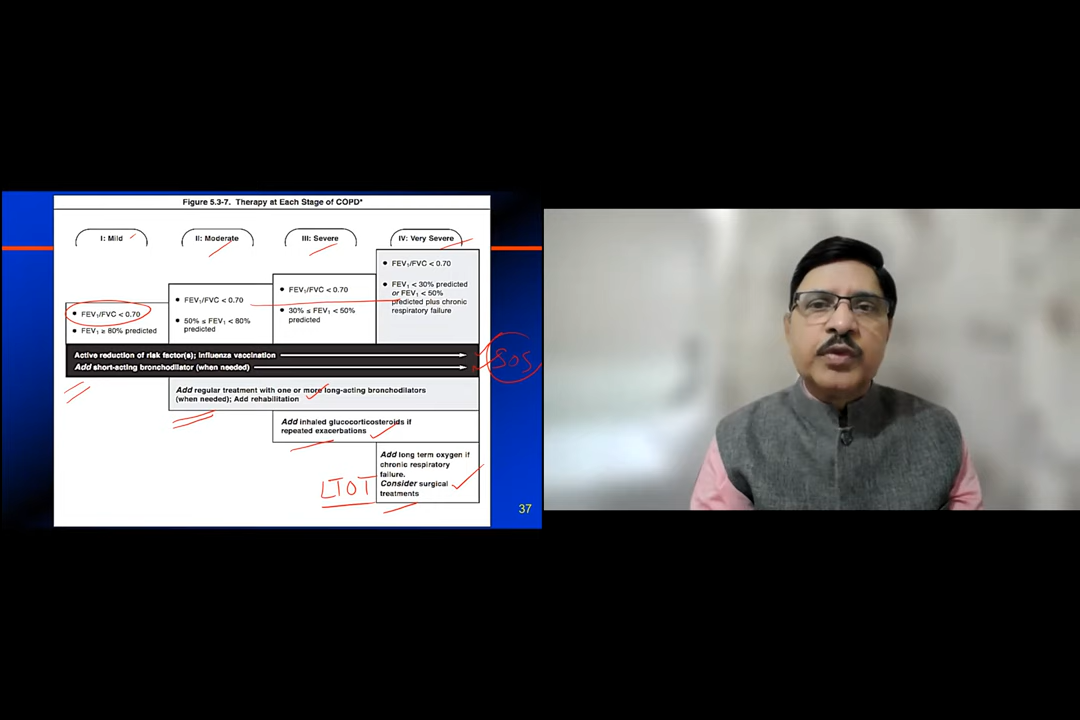 Figure 5.3-7. Therapy at Each Stage of COPD*
I: Mild
II: Moderate
III: Severe
IV: Very Severe
• FEV₁/FVC < 0.70
• FEV₁ ≥ 80% predicted
• FEV₁/FVC < 0.70
• 50% ≤ FEV₁ < 80%
predicted
• FEV₁/FVC < 0.70
• 30% ≤ FEV₁ < 50%
predicted
• FEV₁/FVC < 0.70
• FEV₁ < 30% predicted
or FEV₁ < 50%
predicted plus chronic
respiratory failure
Active reduction of risk factor(s); influenza vaccination
Add short-acting bronchodilator (when needed)
SOS
Add regular treatment with one or more long-acting bronchodilators
(when needed); Add rehabilitation
Add inhaled glucocorticosteroids if
repeated exacerbations
Add long term oxygen if
chronic respiratory
failure.
Consider surgical
treatments
LTOT
37